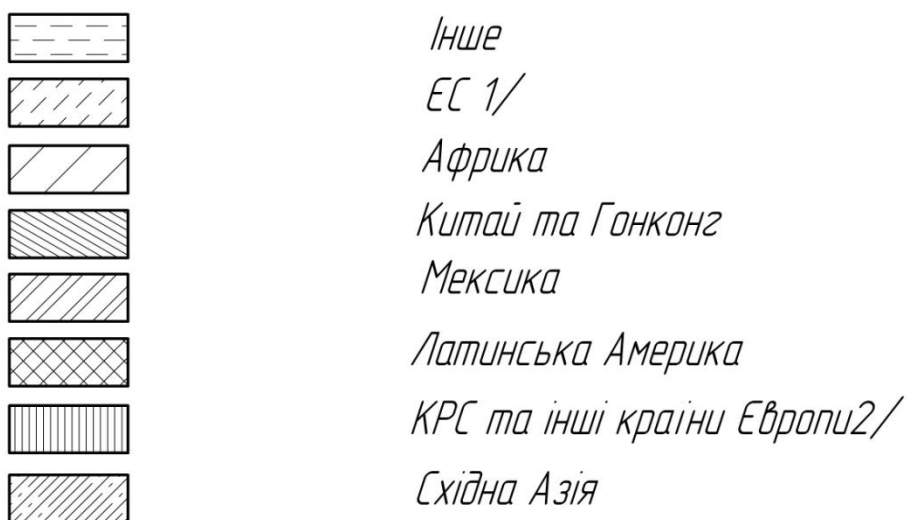 Інше
ЕС 1/
Африка
Китай та Гонконг
Мексика
Латинська Америка
КРС та інші країни Європи2/
Східна Азія